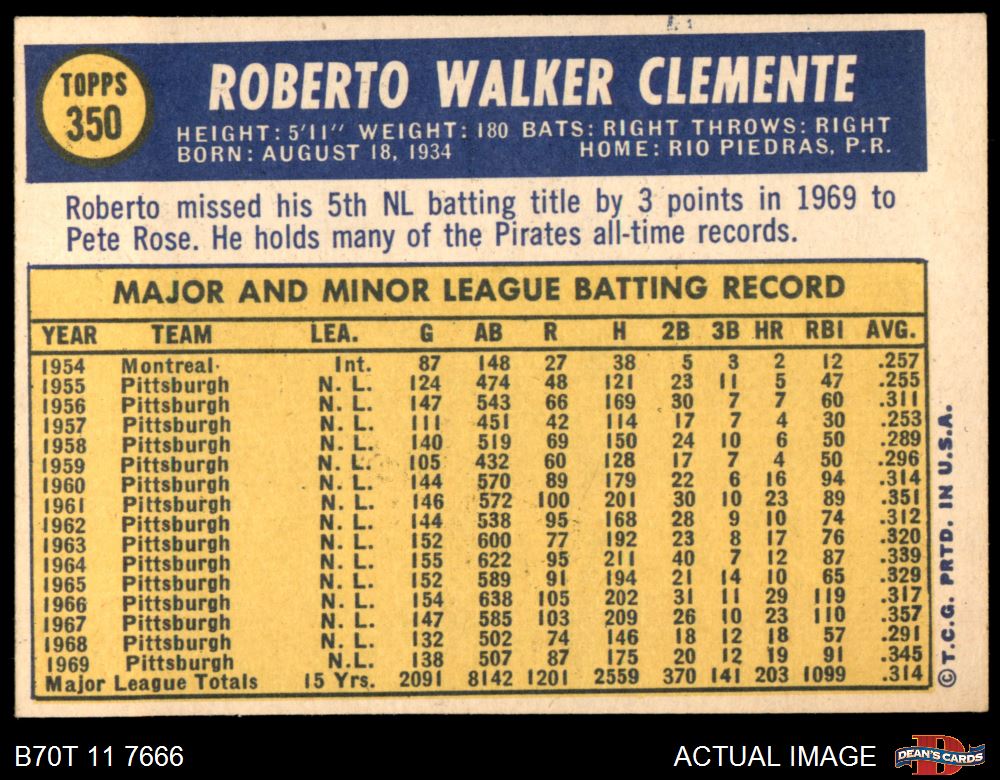 TOPPS
350
ROBERTO WALKER CLEMENTE
HEIGHT: 5'11" WEIGHT: 180 BATS: RIGHT THROWS: RIGHT
BORN: AUGUST 18, 1934 HOME: RIO PIEDRAS, P.R.
Roberto missed his 5th NL batting title by 3 points in 1969 to
Pete Rose. He holds many of the Pirates all-time records.
MAJOR AND MINOR LEAGUE BATTING RECORD
YEAR TEAM LEA. G AB R H 2B 3B HR RBI AVG.
1954 Montreal Int. 87 148 27 38 5 3 2 12 .257
1955 Pittsburgh N. L. 124 474 48 121 23 11 5 47 .255
1956 Pittsburgh N. L. 147 543 66 169 30 7 7 60 .311
1957 Pittsburgh N. L. 111 451 42 114 17 7 4 30 .253
1958 Pittsburgh N. L. 140 519 69 150 24 10 6 50 .289
1959 Pittsburgh N. L. 105 432 60 128 17 7 4 50 .296
1960 Pittsburgh N. L. 144 570 89 179 22 6 16 94 .314
1961 Pittsburgh N. L. 146 572 100 201 30 10 23 89 .351
1962 Pittsburgh N. L. 144 538 95 168 28 9 10 74 .312
1963 Pittsburgh N. L. 152 600 77 192 23 8 17 76 .320
1964 Pittsburgh N. L. 155 622 95 211 40 7 12 87 .339
1965 Pittsburgh N. L. 152 589 91 194 21 14 10 65 .329
1966 Pittsburgh N. L. 154 638 105 202 31 11 29 119 .317
1967 Pittsburgh N. L. 147 585 103 209 26 10 23 110 .357
1968 Pittsburgh N. L. 132 502 74 146 18 12 18 57 .291
1969 Pittsburgh N.L. 138 507 87 175 20 12 19 91 .345
Major League Totals 15 Yrs. 2091 8142 1201 2559 370 141 203 1099 .314
© T.C.G. PRTD. IN U.S.A.
B70T 11 7666
ACTUAL IMAGE
DEAN'S CARDS